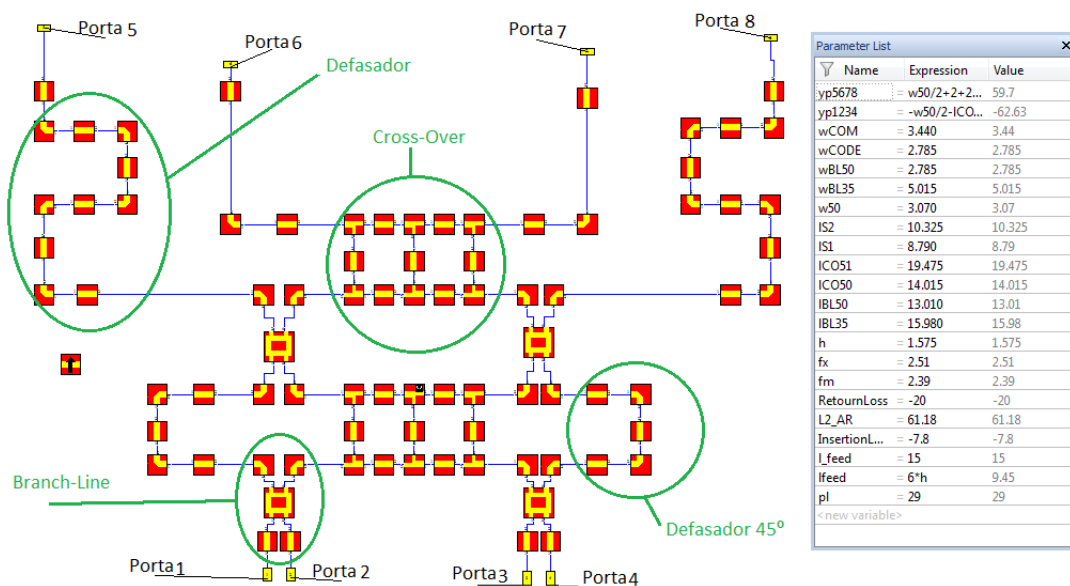 Porta 5
Porta 6
Porta 7
Porta 8
Defasador
Cross-Over
Branch-Line
Defasador 45º
Porta 1
Porta 2
Porta 3
Porta 4
Parameter List x
Name Expression Value
yp5678 = w50/2+2+2... 59.7
yp1234 = -w50/2-ICO... -62.63
wCOM = 3.440 3.44
wCODE = 2.785 2.785
wBL50 = 2.785 2.785
wBL35 = 5.015 5.015
w50 = 3.070 3.07
lS2 = 10.325 10.325
lS1 = 8.790 8.79
lCO51 = 19.475 19.475
lCO50 = 14.015 14.015
lBL50 = 13.010 13.01
lBL35 = 15.980 15.98
h = 1.575 1.575
fx = 2.51 2.51
fm = 2.39 2.39
RetournLoss = -20 -20
L2_AR = 61.18 61.18
InsertionL... = -7.8 -7.8
l_feed = 15 15
lfeed = 6*h 9.45
pl = 29 29
<new variable>